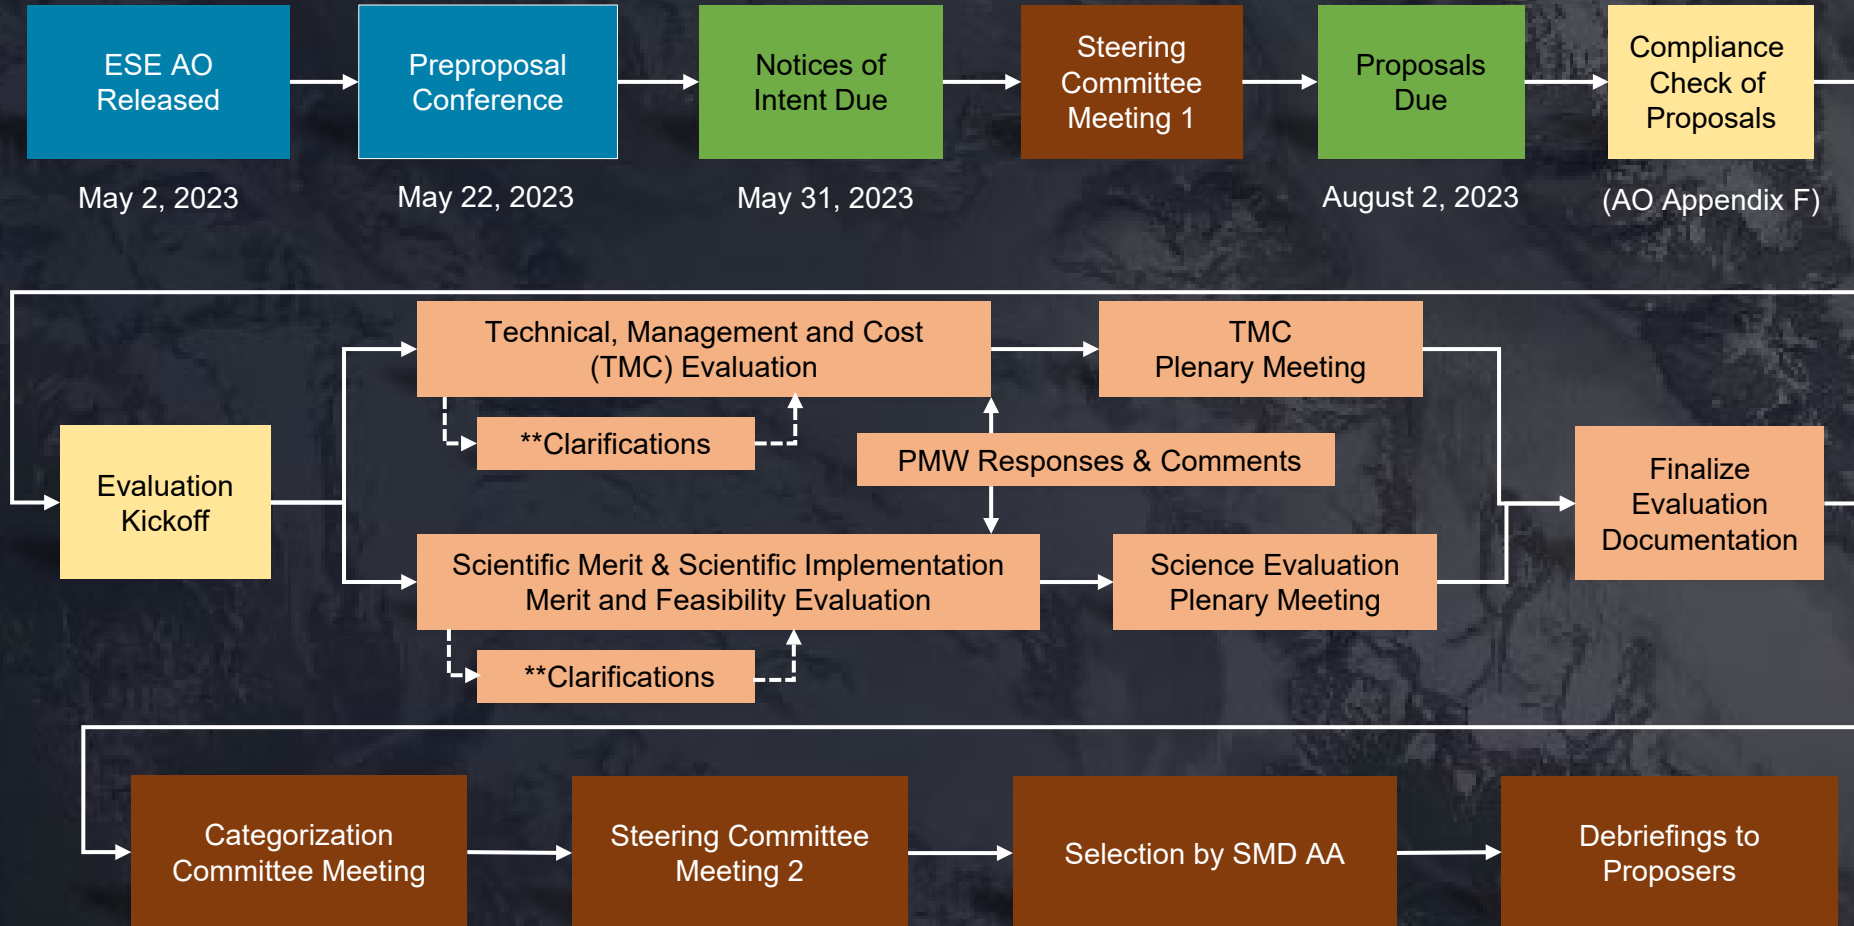 ESE AO
Released
Preproposal
Conference
Notices of
Intent Due
Steering
Committee
Meeting 1
Proposals
Due
Compliance
Check of
Proposals
May 2, 2023
May 22, 2023
May 31, 2023
August 2, 2023
(AO Appendix F)
Evaluation
Kickoff
Technical, Management and Cost
(TMC) Evaluation
**Clarifications
TMC
Plenary Meeting
PMW Responses & Comments
Scientific Merit & Scientific Implementation
Merit and Feasibility Evaluation
**Clarifications
Science Evaluation
Plenary Meeting
Finalize
Evaluation
Documentation
Categorization
Committee Meeting
Steering Committee
Meeting 2
Selection by SMD AA
Debriefings to
Proposers